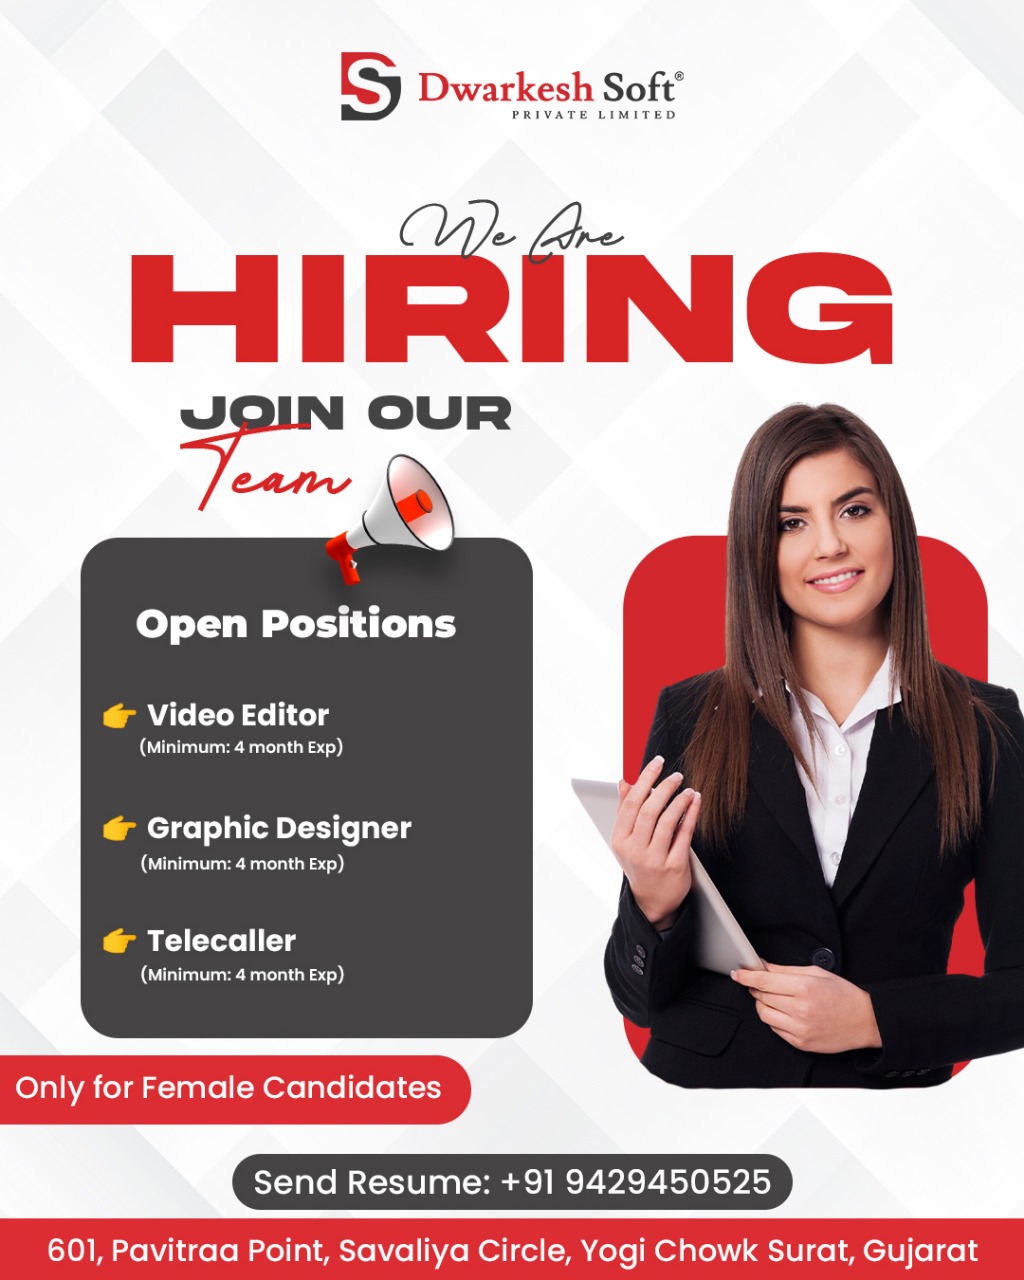 Dwarkesh Soft®
PRIVATE LIMITED
We Are
HIRING
JOIN OUR
Team
Open Positions
👉 Video Editor
(Minimum: 4 month Exp)
👉 Graphic Designer
(Minimum: 4 month Exp)
👉 Telecaller
(Minimum: 4 month Exp)
Only for Female Candidates
Send Resume: +91 9429450525
601, Pavitraa Point, Savaliya Circle, Yogi Chowk Surat, Gujarat